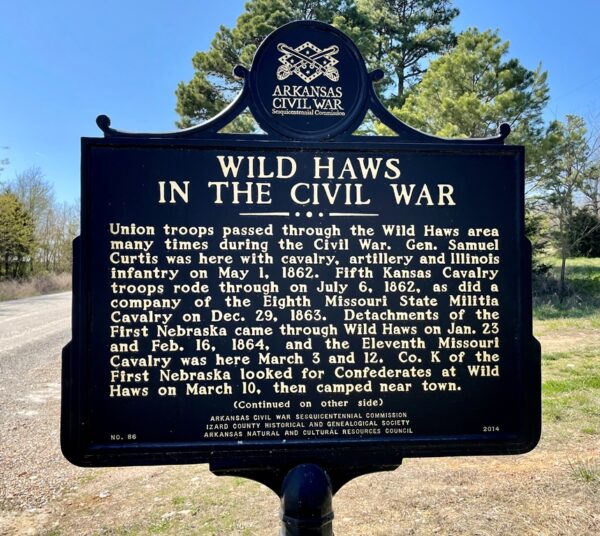 ARKANSAS
CIVIL WAR
Sesquicentennial Commission
WILD HAWS
IN THE CIVIL WAR
Union troops passed through the Wild Haws area
many times during the Civil War. Gen. Samuel
Curtis was here with cavalry, artillery and Illinois
infantry on May 1, 1862. Fifth Kansas Cavalry
troops rode through on July 6, 1862, as did a
company of the Eighth Missouri State Militia
Cavalry on Dec. 29, 1863. Detachments of the
First Nebraska came through Wild Haws on Jan. 23
and Feb. 16, 1864, and the Eleventh Missouri
Cavalry was here March 3 and 12. Co. K of the
First Nebraska looked for Confederates at Wild
Haws on March 10, then camped near town.
(Continued on other side)
ARKANSAS CIVIL WAR SESQUICENTENNIAL COMMISSION
IZARD COUNTY HISTORICAL AND GENEALOGICAL SOCIETY
NO. 86 ARKANSAS NATURAL AND CULTURAL RESOURCES COUNCIL 2014